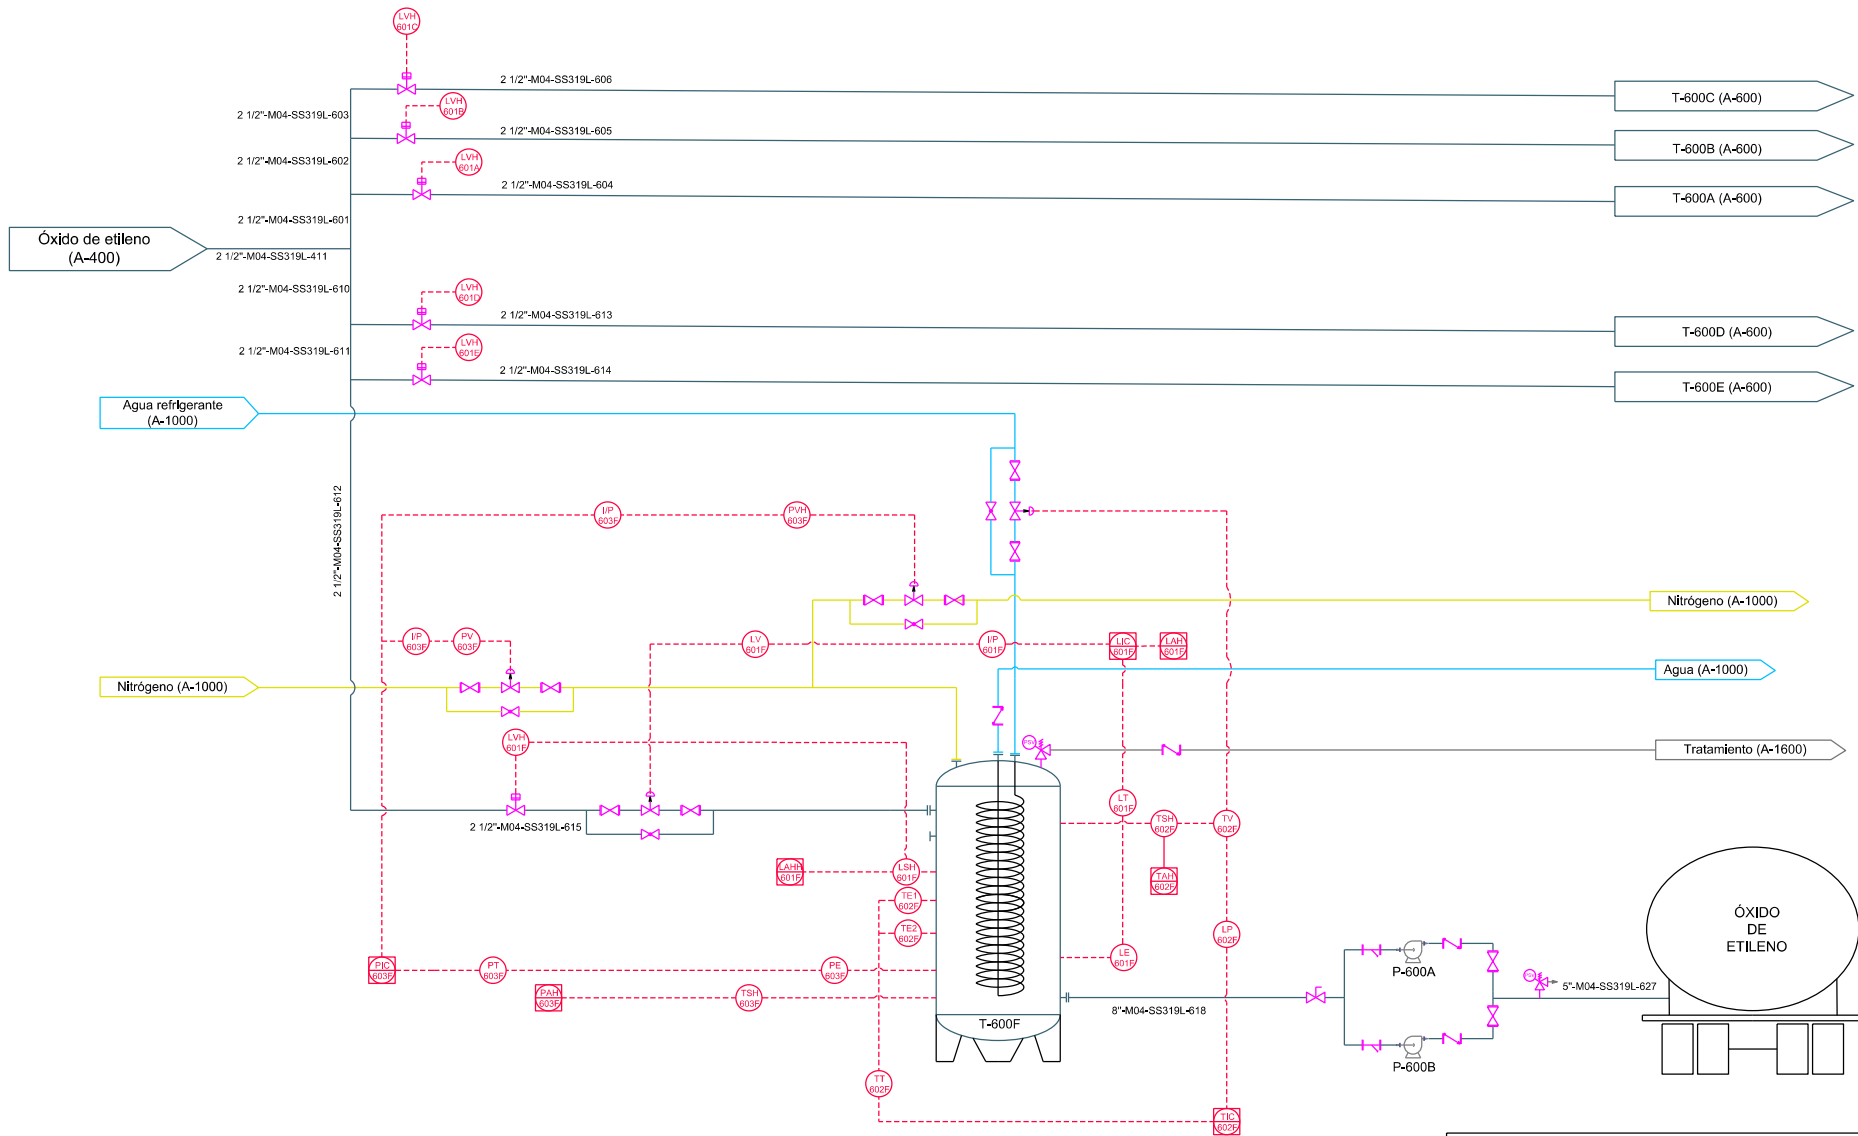 LVH
601C
2 1/2"-M04-SS319L-606
T-600C (A-600)
2 1/2"-M04-SS319L-603
LVH
601B
2 1/2"-M04-SS319L-605
T-600B (A-600)
2 1/2"-M04-SS319L-602
LVH
601A
2 1/2"-M04-SS319L-604
T-600A (A-600)
2 1/2"-M04-SS319L-601
Óxido de etileno
(A-400)
2 1/2"-M04-SS319L-411
2 1/2"-M04-SS319L-610
LVH
601D
2 1/2"-M04-SS319L-613
T-600D (A-600)
2 1/2"-M04-SS319L-611
LVH
601E
2 1/2"-M04-SS319L-614
T-600E (A-600)
Agua refrigerante
(A-1000)
2 1/2"-M04-SS319L-612
I/P
603F
PVH
603F
Nitrógeno (A-1000)
I/P
603F
PV
603F
LV
601F
I/P
601F
LIC
601F
LAH
601F
Agua (A-1000)
Nitrógeno (A-1000)
LVH
601F
PSV
Tratamiento (A-1600)
2 1/2"-M04-SS319L-615
LT
601F
TSH
602F
TV
602F
LAHH
601F
LSH
601F
TAH
602F
TE1
602F
TE2
602F
LP
602F
LE
601F
PIC
603F
PT
603F
PE
603F
PAH
603F
TSH
603F
T-600F
8"-M04-SS319L-618
P-600A
P-600B
PSV
5"-M04-SS319L-627
ÓXIDO
DE
ETILENO
TT
602F
TIC
602F